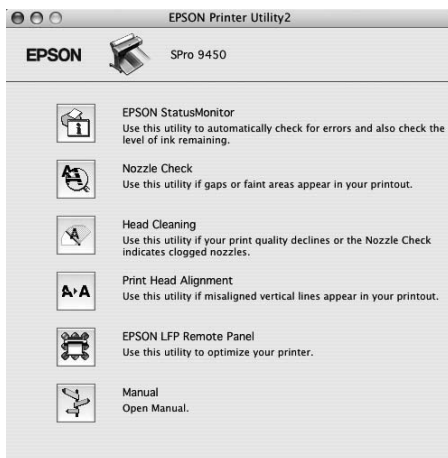 EPSON Printer Utility2
EPSON SPro 9450
EPSON StatusMonitor
Use this utility to automatically check for errors and also check the
level of ink remaining.
Nozzle Check
Use this utility if gaps or faint areas appear in your printout.
Head Cleaning
Use this utility if your print quality declines or the Nozzle Check
indicates clogged nozzles.
A A
Print Head Alignment
Use this utility if misaligned vertical lines appear in your printout.
EPSON LFP Remote Panel
Use this utility to optimize your printer.
Manual
Open Manual.